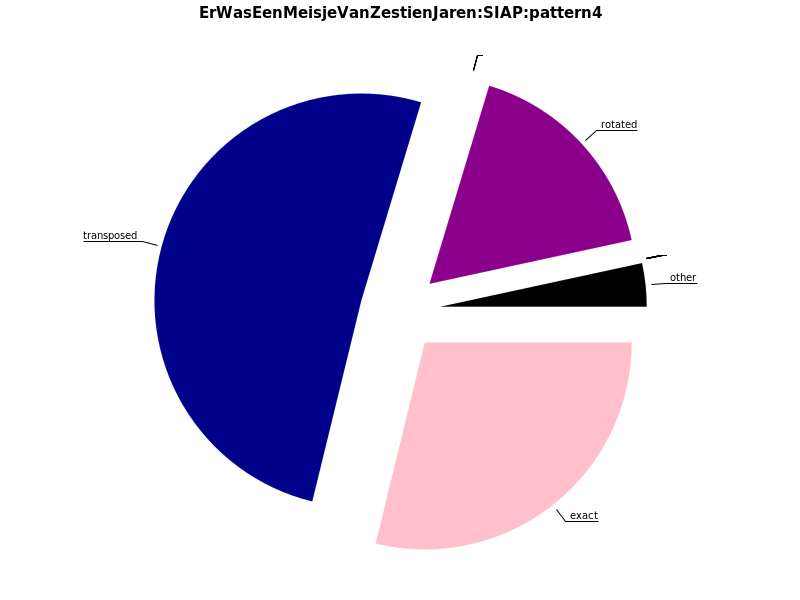 ErWasEenMeisjeVanZestienJaren:SIAP:pattern4
rotated
transposed
other
exact